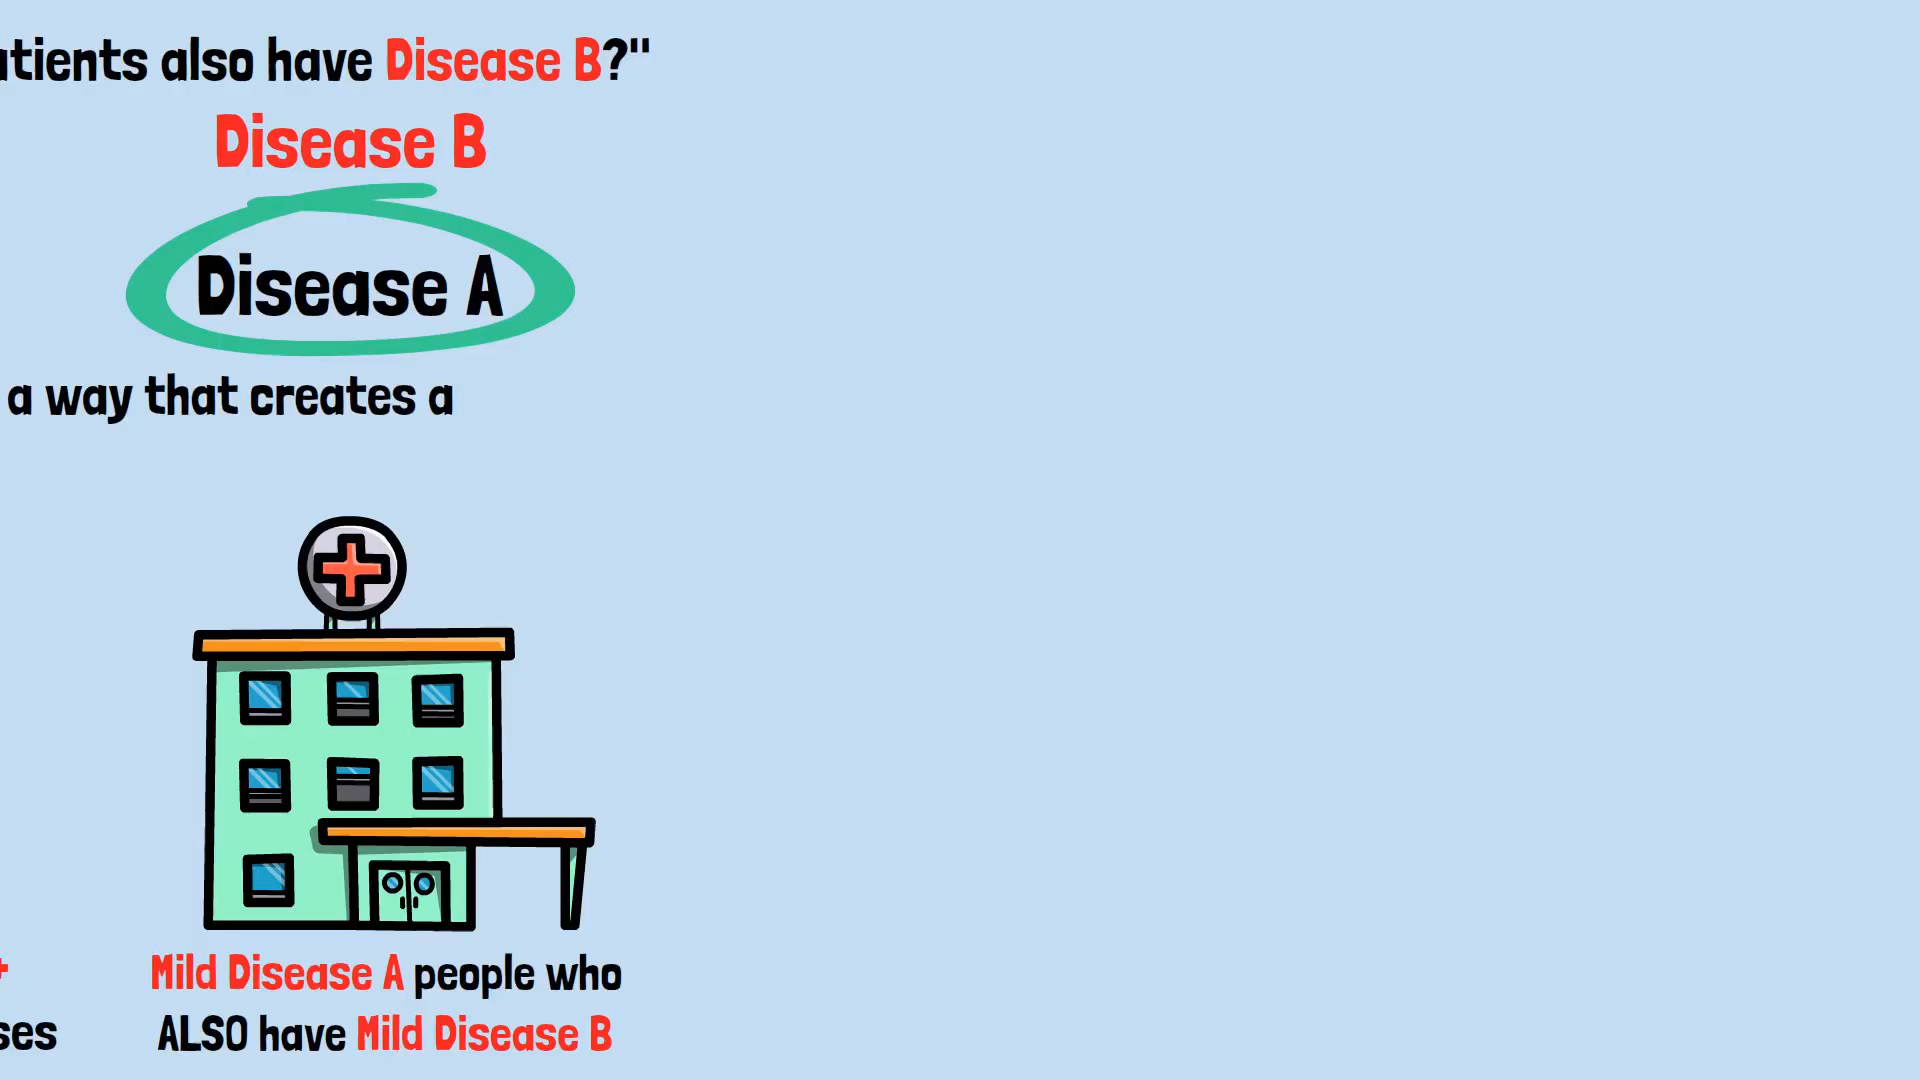 atients also have Disease B?"
Disease B
Disease A
a way that creates a
Mild Disease A people who
ses
ALSO have Mild Disease B